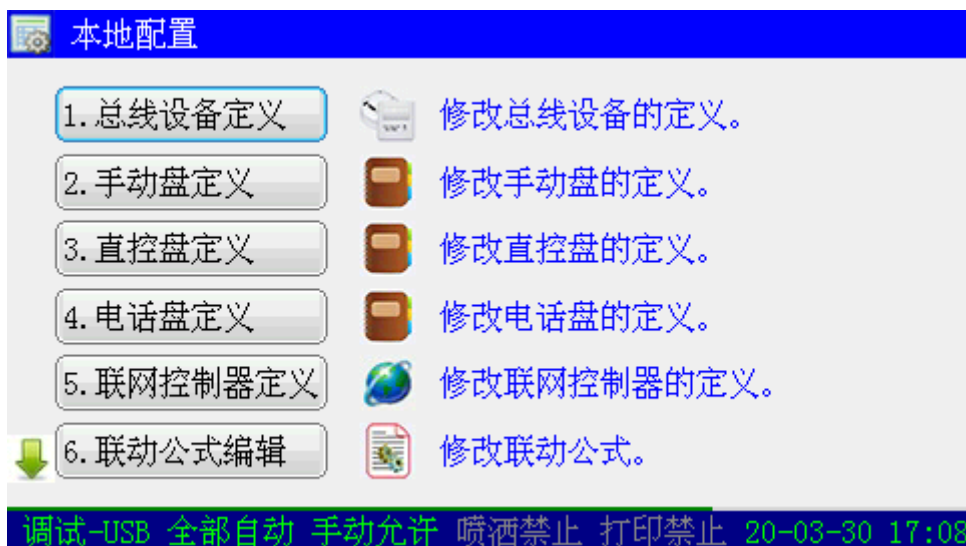 本地配置
1.总线设备定义 修改总线设备的定义。
2.手动盘定义 修改手动盘的定义。
3.直控盘定义 修改直控盘的定义。
4.电话盘定义 修改电话盘的定义。
5.联网控制器定义 修改联网控制器的定义。
6.联动公式编辑 修改联动公式。
调试-USB 全部自动 手动允许 喷洒禁止 打印禁止 20-03-30 17:08